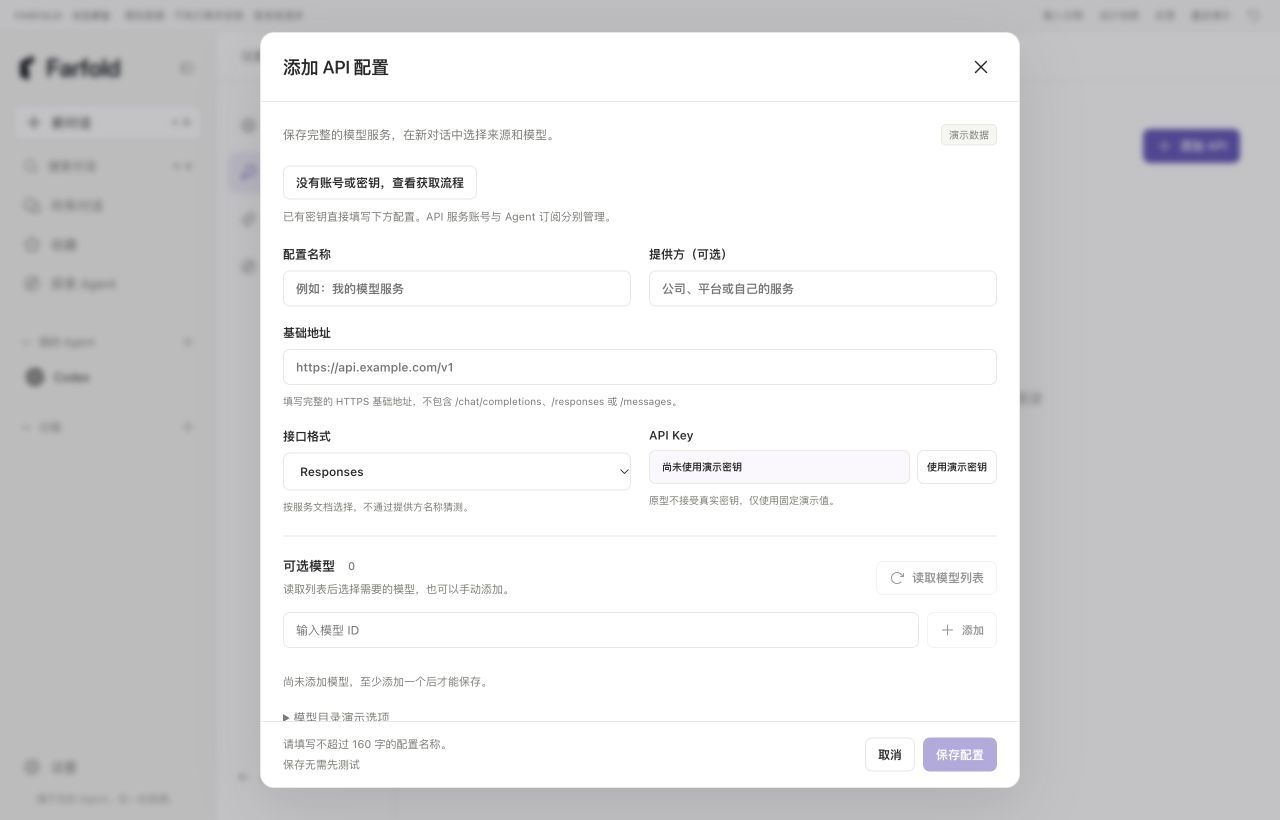 Farfold
添加 API 配置
保存完整的模型服务，在新对话中选择来源和模型。
演示数据
没有账号或密钥，查看获取流程
已有密钥直接填写下方配置。API 服务账号与 Agent 订阅分别管理。
配置名称
提供方（可选）
例如：我的模型服务
公司、平台或自己的服务
基础地址
https://api.example.com/v1
填写完整的 HTTPS 基础地址，不包含 /chat/completions、/responses 或 /messages。
接口格式
API Key
Responses
尚未使用演示密钥
使用演示密钥
按服务文档选择，不通过提供方名称猜测。
原型不接受真实密钥，仅使用固定演示值。
可选模型 0
读取列表后选择需要的模型，也可以手动添加。
读取模型列表
输入模型 ID
添加
尚未添加模型，至少添加一个后才能保存。
模型目录演示选项
请填写不超过 160 字的配置名称。
保存无需先测试
取消
保存配置
Codex